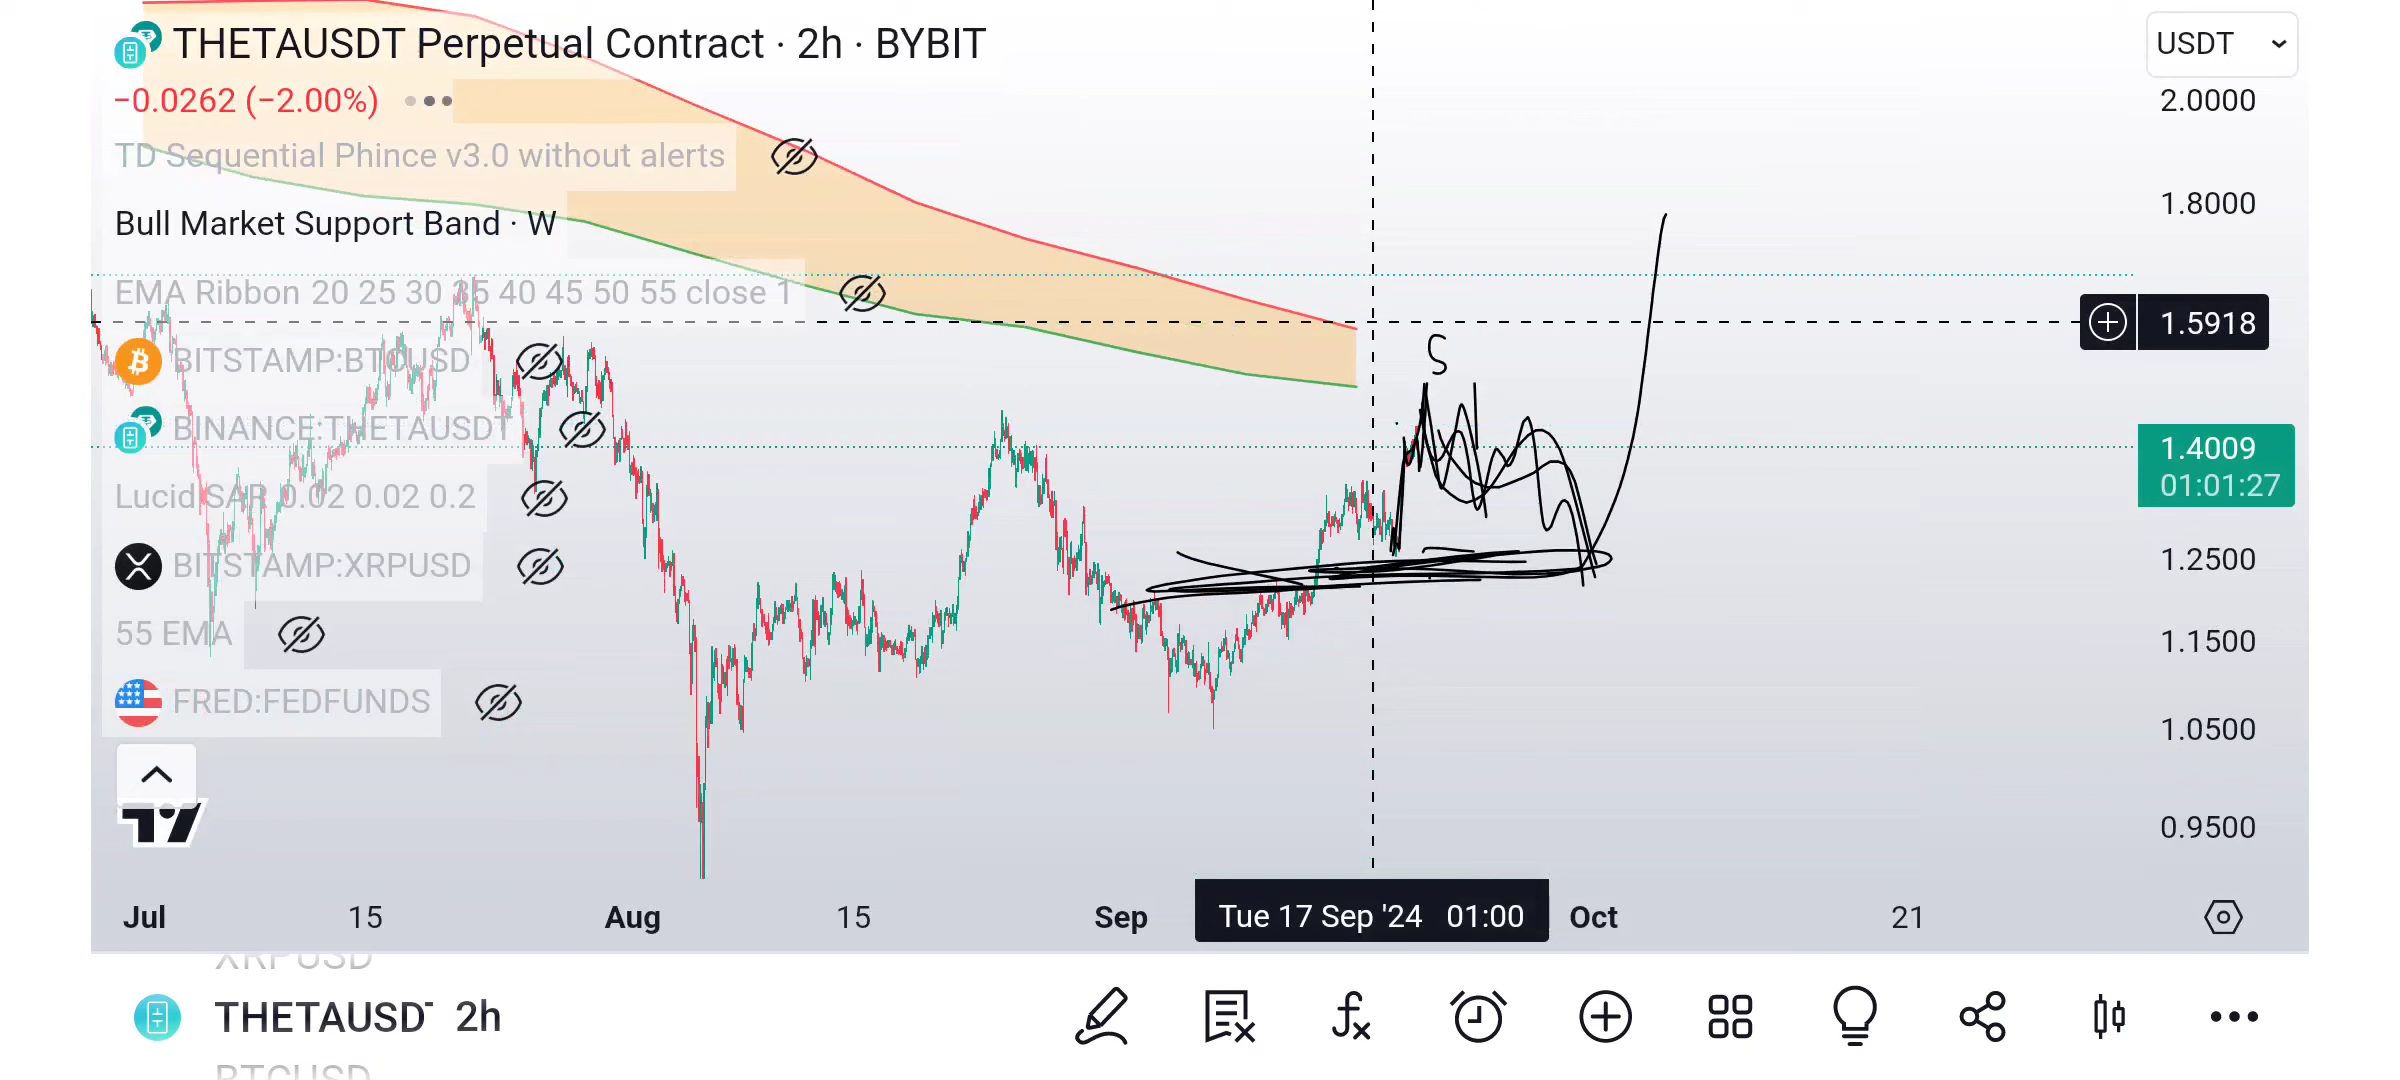 THETAUSDT Perpetual Contract · 2h · BYBIT
USDT
−0.0262 (−2.00%)
2.0000
TD Sequential Phince v3.0 without alerts
1.8000
Bull Market Support Band · W
EMA Ribbon 20 25 30 35 40 45 50 55 close 1
1.5918
S
BITSTAMP:BTCUSD
BINANCE:THETAUSDT
1.4009
01:01:27
Lucid SAR 0.02 0.02 0.2
BITSTAMP:XRPUSD
1.2500
55 EMA
1.1500
FRED:FEDFUNDS
1.0500
0.9500
Jul 15 Aug 15 Sep Tue 17 Sep '24 01:00 Oct 21
XRPUSD
THETAUSD 2h
BTCUSD